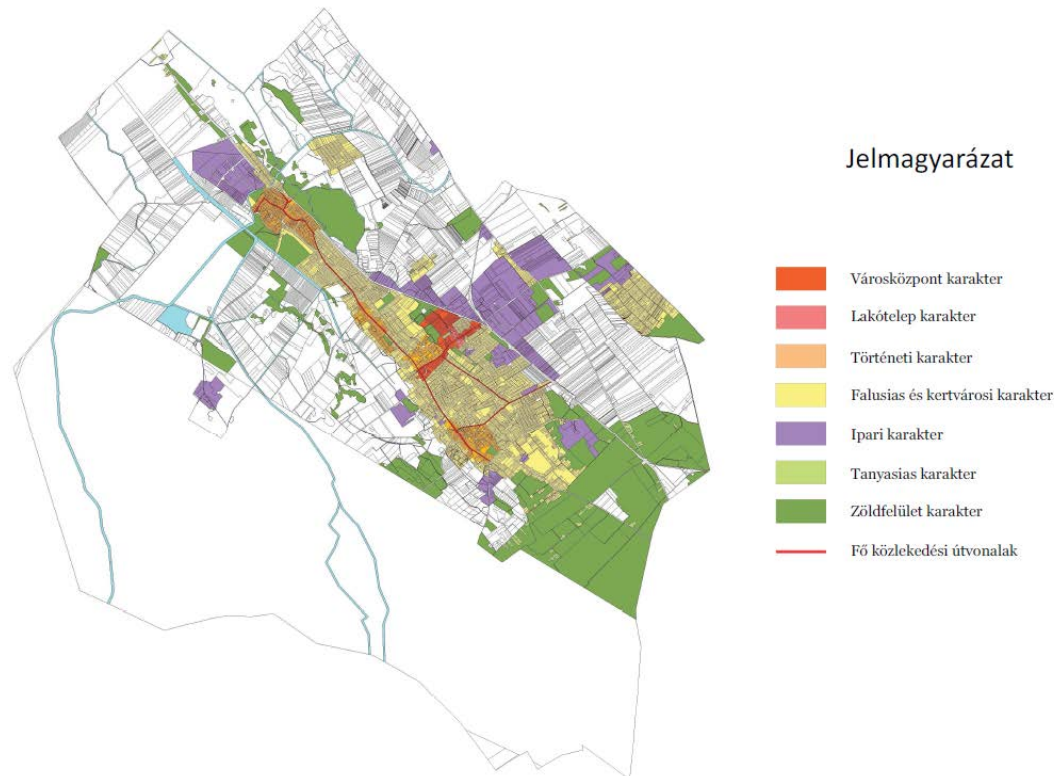 Jelmagyarázat
Városközpont karakter
Lakótelep karakter
Történeti karakter
Falusias és kertvárosi karakter
Ipari karakter
Tanyasias karakter
Zöldfelület karakter
Fő közlekedési útvonalak